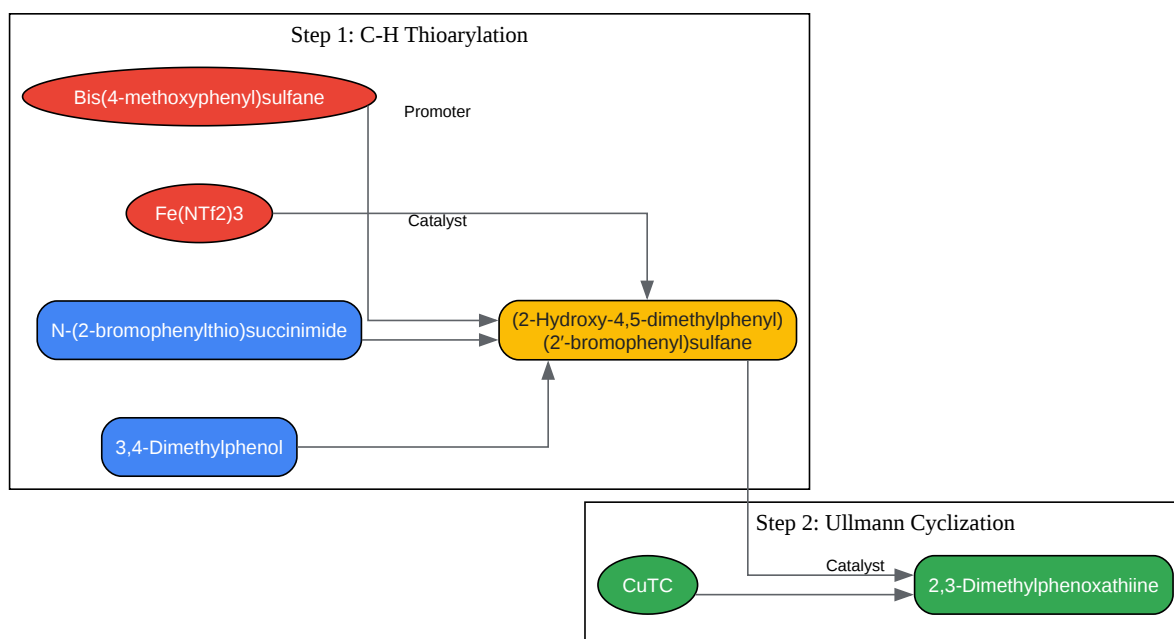 Step 1: C-H Thioarylation
Bis(4-methoxyphenyl)sulfane
Promoter
Fe(NTf2)3
Catalyst
N-(2-bromophenylthio)succinimide
(2-Hydroxy-4,5-dimethylphenyl)
(2′-bromophenyl)sulfane
3,4-Dimethylphenol
Step 2: Ullmann Cyclization
CuTC
Catalyst
2,3-Dimethylphenoxathiine